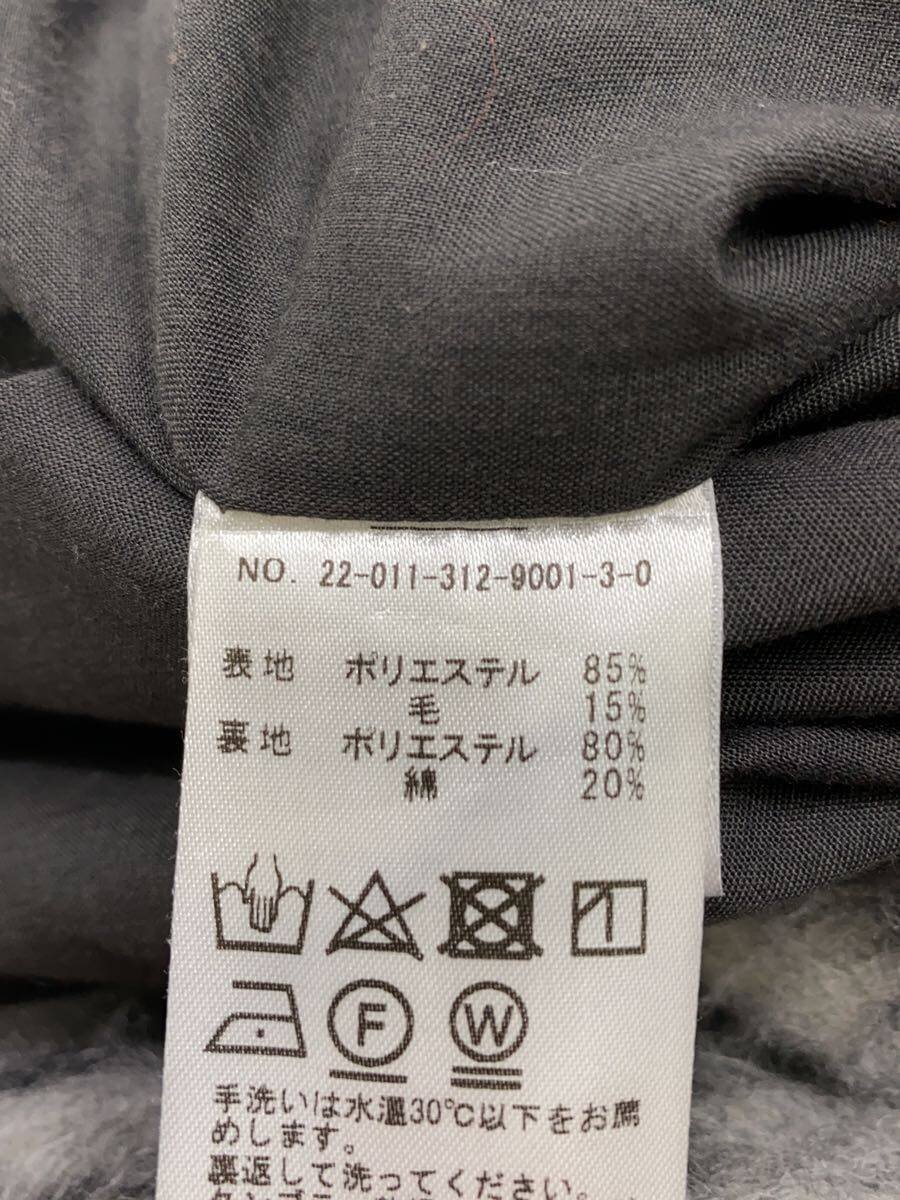 NO. 22-011-312-9001-3-0
表地 ポリエステル 85%
毛 15%
裏地 ポリエステル 80%
綿 20%
F W
手洗いは水温30℃以下をお薦
めします。
裏返して洗ってください。